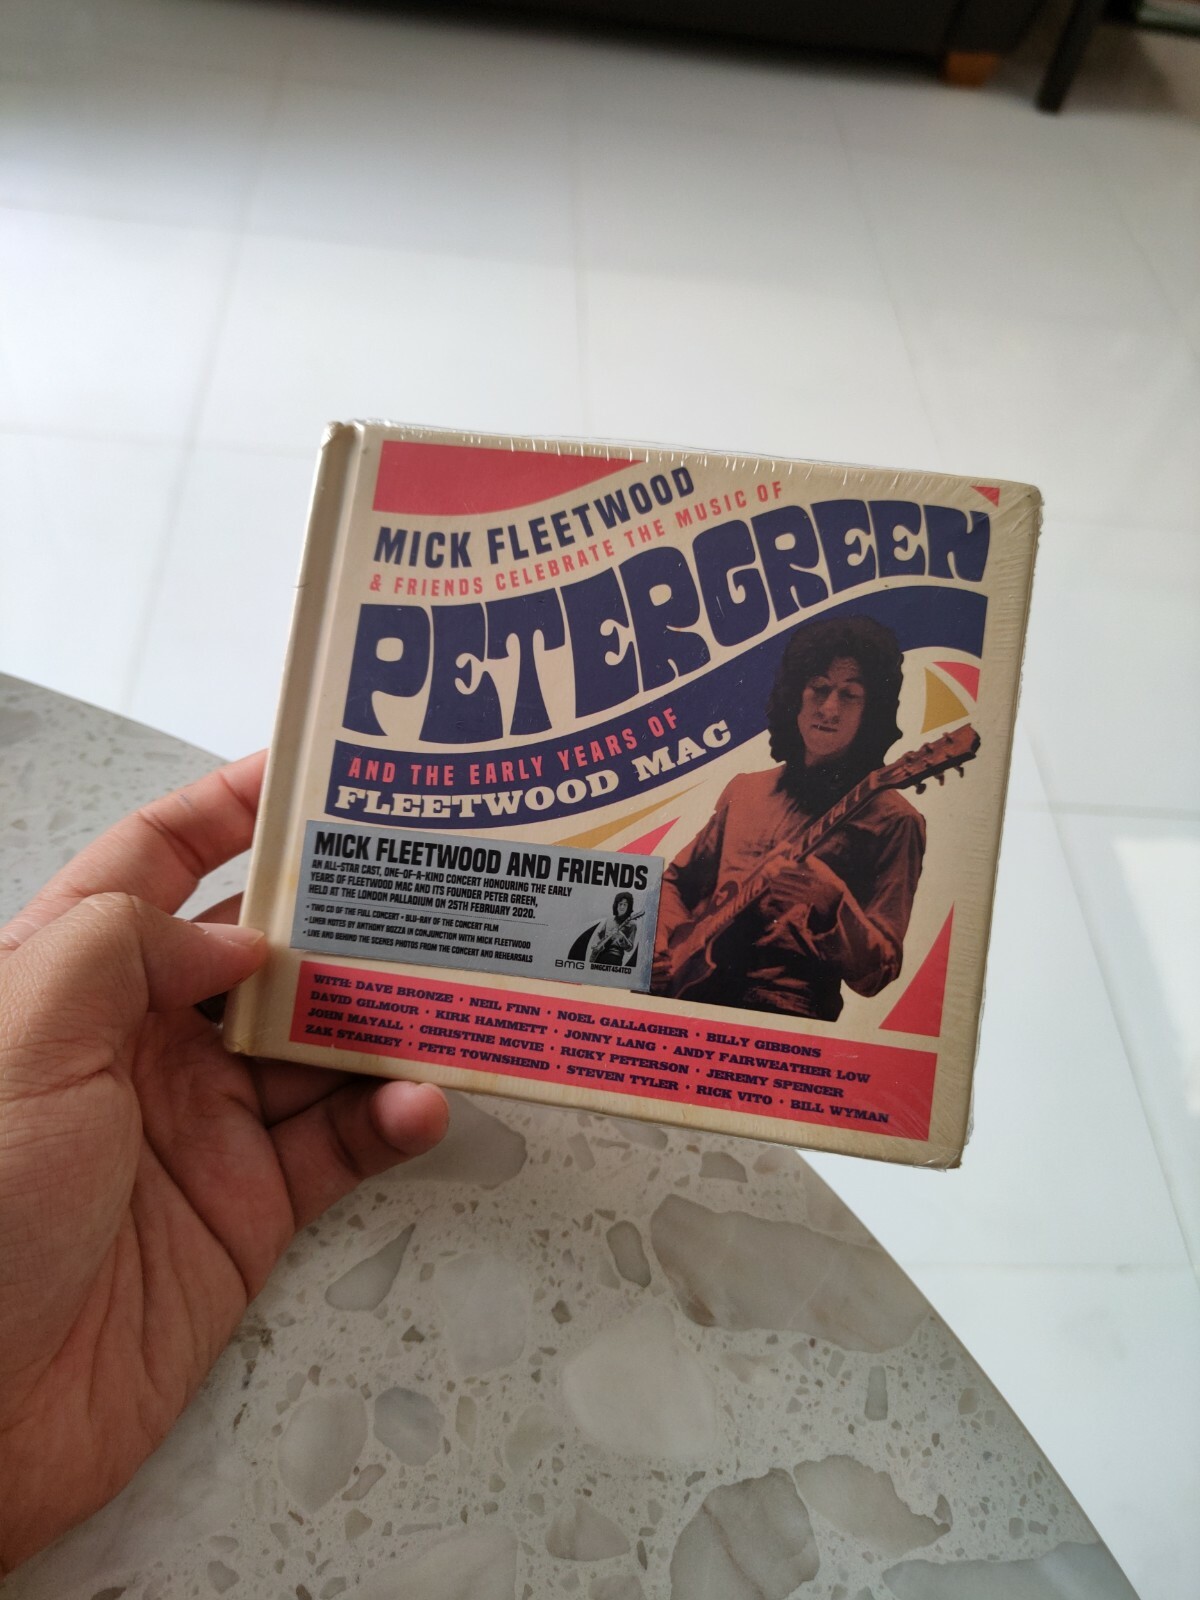 MICK FLEETWOOD
& FRIENDS CELEBRATE THE MUSIC OF
PETER GREEN
AND THE EARLY YEARS OF
FLEETWOOD MAC
MICK FLEETWOOD AND FRIENDS
AN ALL-STAR CAST, ONE-OF-A-KIND CONCERT HONOURING THE EARLY
YEARS OF FLEETWOOD MAC AND ITS FOUNDER PETER GREEN,
HELD AT THE LONDON PALLADIUM ON 25TH FEBRUARY 2020.
• TWO CD OF THE FULL CONCERT • BLU-RAY OF THE CONCERT FILM
• LINER NOTES BY ANTHONY BOZZA IN CONJUNCTION WITH MICK FLEETWOOD
• LIVE AND BEHIND THE SCENES PHOTOS FROM THE CONCERT AND REHEARSALS
BMG BMGCAT454TCD
WITH: DAVE BRONZE • NEIL FINN • NOEL GALLAGHER • BILLY GIBBONS
DAVID GILMOUR • KIRK HAMMETT • JONNY LANG • ANDY FAIRWEATHER LOW
JOHN MAYALL • CHRISTINE MCVIE • RICKY PETERSON • JEREMY SPENCER
ZAK STARKEY • PETE TOWNSHEND • STEVEN TYLER • RICK VITO • BILL WYMAN